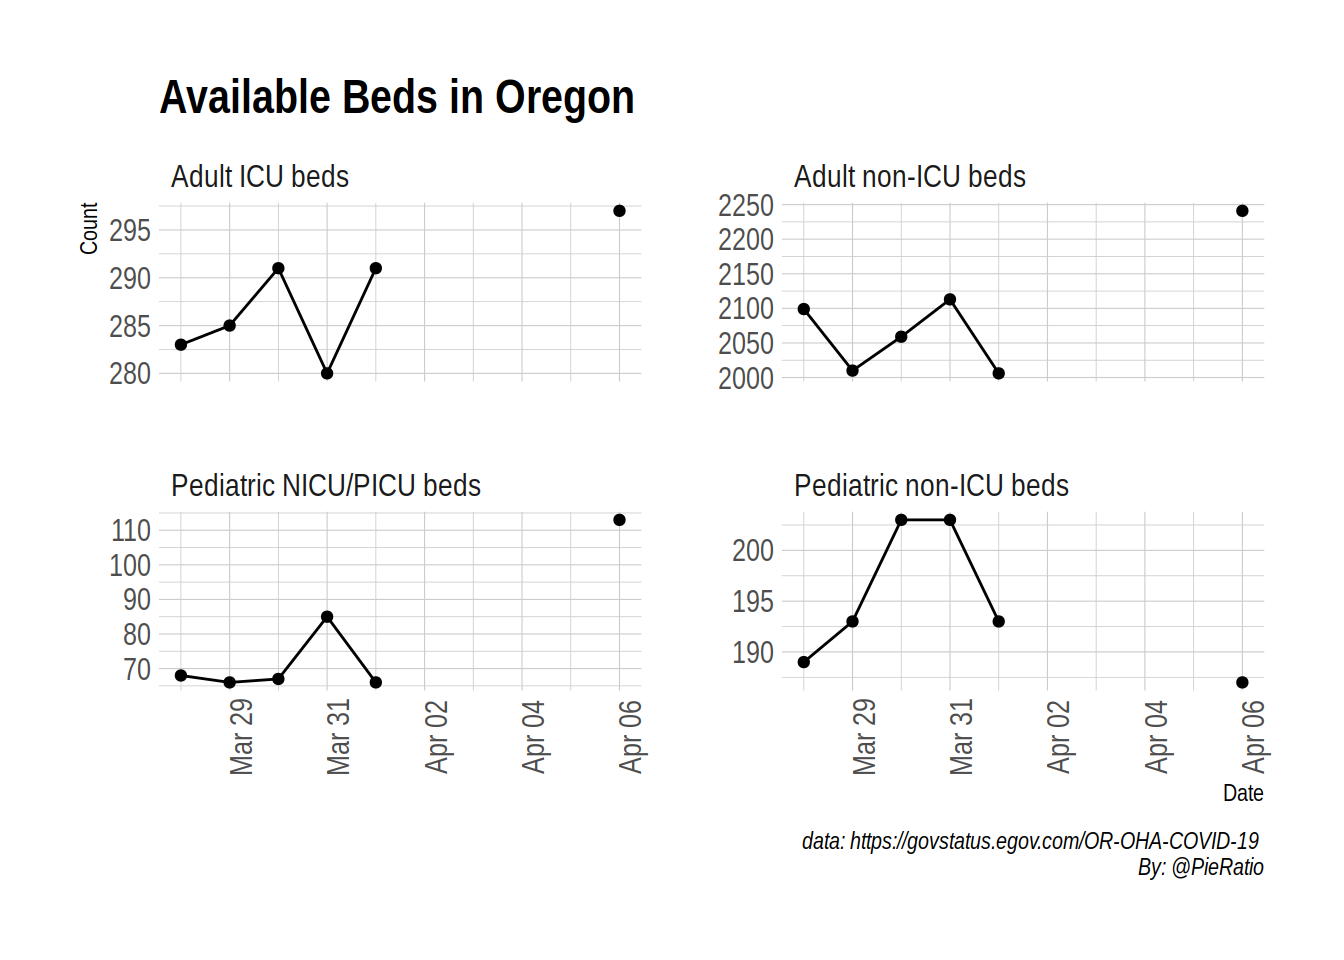 Available Beds in Oregon
Adult ICU beds
Adult non-ICU beds
Count
295
290
285
280
2250
2200
2150
2100
2050
2000
Pediatric NICU/PICU beds
Pediatric non-ICU beds
110
100
90
80
70
200
195
190
Mar 29
Mar 31
Apr 02
Apr 04
Apr 06
Mar 29
Mar 31
Apr 02
Apr 04
Apr 06
Date
data: https://govstatus.egov.com/OR-OHA-COVID-19
By: @PieRatio